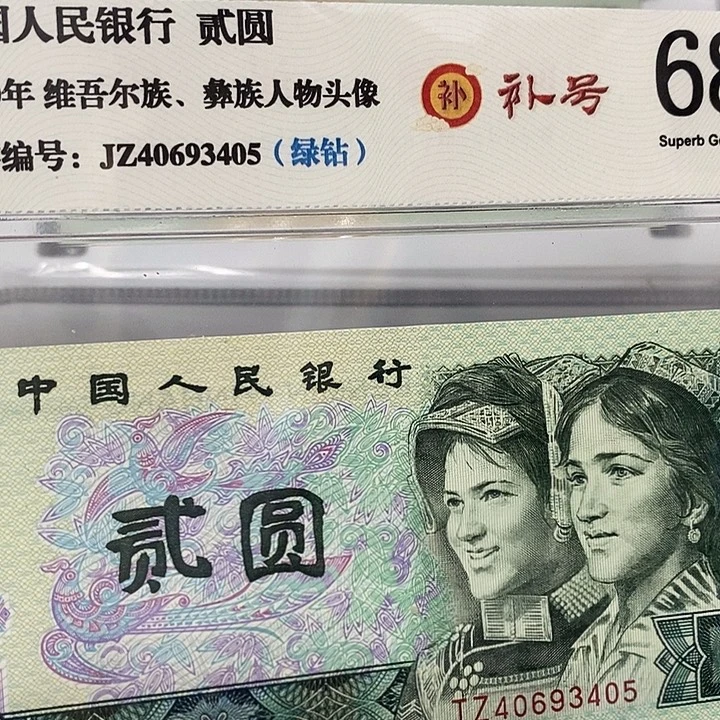 国人民银行 贰圆
年 维吾尔族、彝族人物头像
补 补号
68
Superb G
编号：JZ40693405（绿钻）
中国人民银行
贰圆
JZ40693405